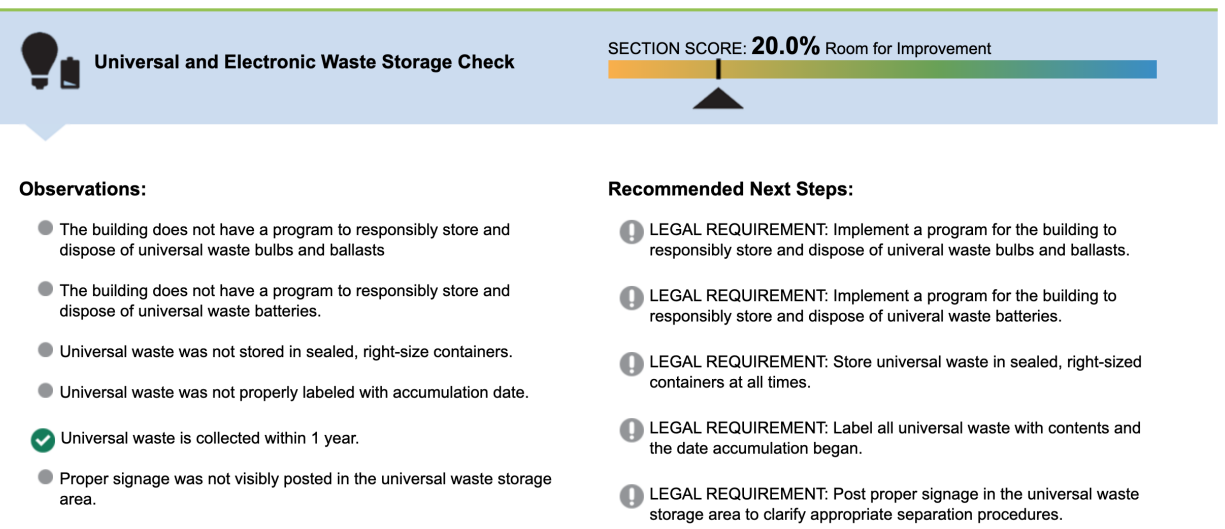 Universal and Electronic Waste Storage Check
SECTION SCORE: 20.0% Room for Improvement
Observations:
The building does not have a program to responsibly store and
dispose of universal waste bulbs and ballasts
The building does not have a program to responsibly store and
dispose of universal waste batteries.
Universal waste was not stored in sealed, right-size containers.
Universal waste was not properly labeled with accumulation date.
Universal waste is collected within 1 year.
Proper signage was not visibly posted in the universal waste storage
area.
Recommended Next Steps:
LEGAL REQUIREMENT: Implement a program for the building to
responsibly store and dispose of univeral waste bulbs and ballasts.
LEGAL REQUIREMENT: Implement a program for the building to
responsibly store and dispose of univeral waste batteries.
LEGAL REQUIREMENT: Store universal waste in sealed, right-sized
containers at all times.
LEGAL REQUIREMENT: Label all universal waste with contents and
the date accumulation began.
LEGAL REQUIREMENT: Post proper signage in the universal waste
storage area to clarify appropriate separation procedures.